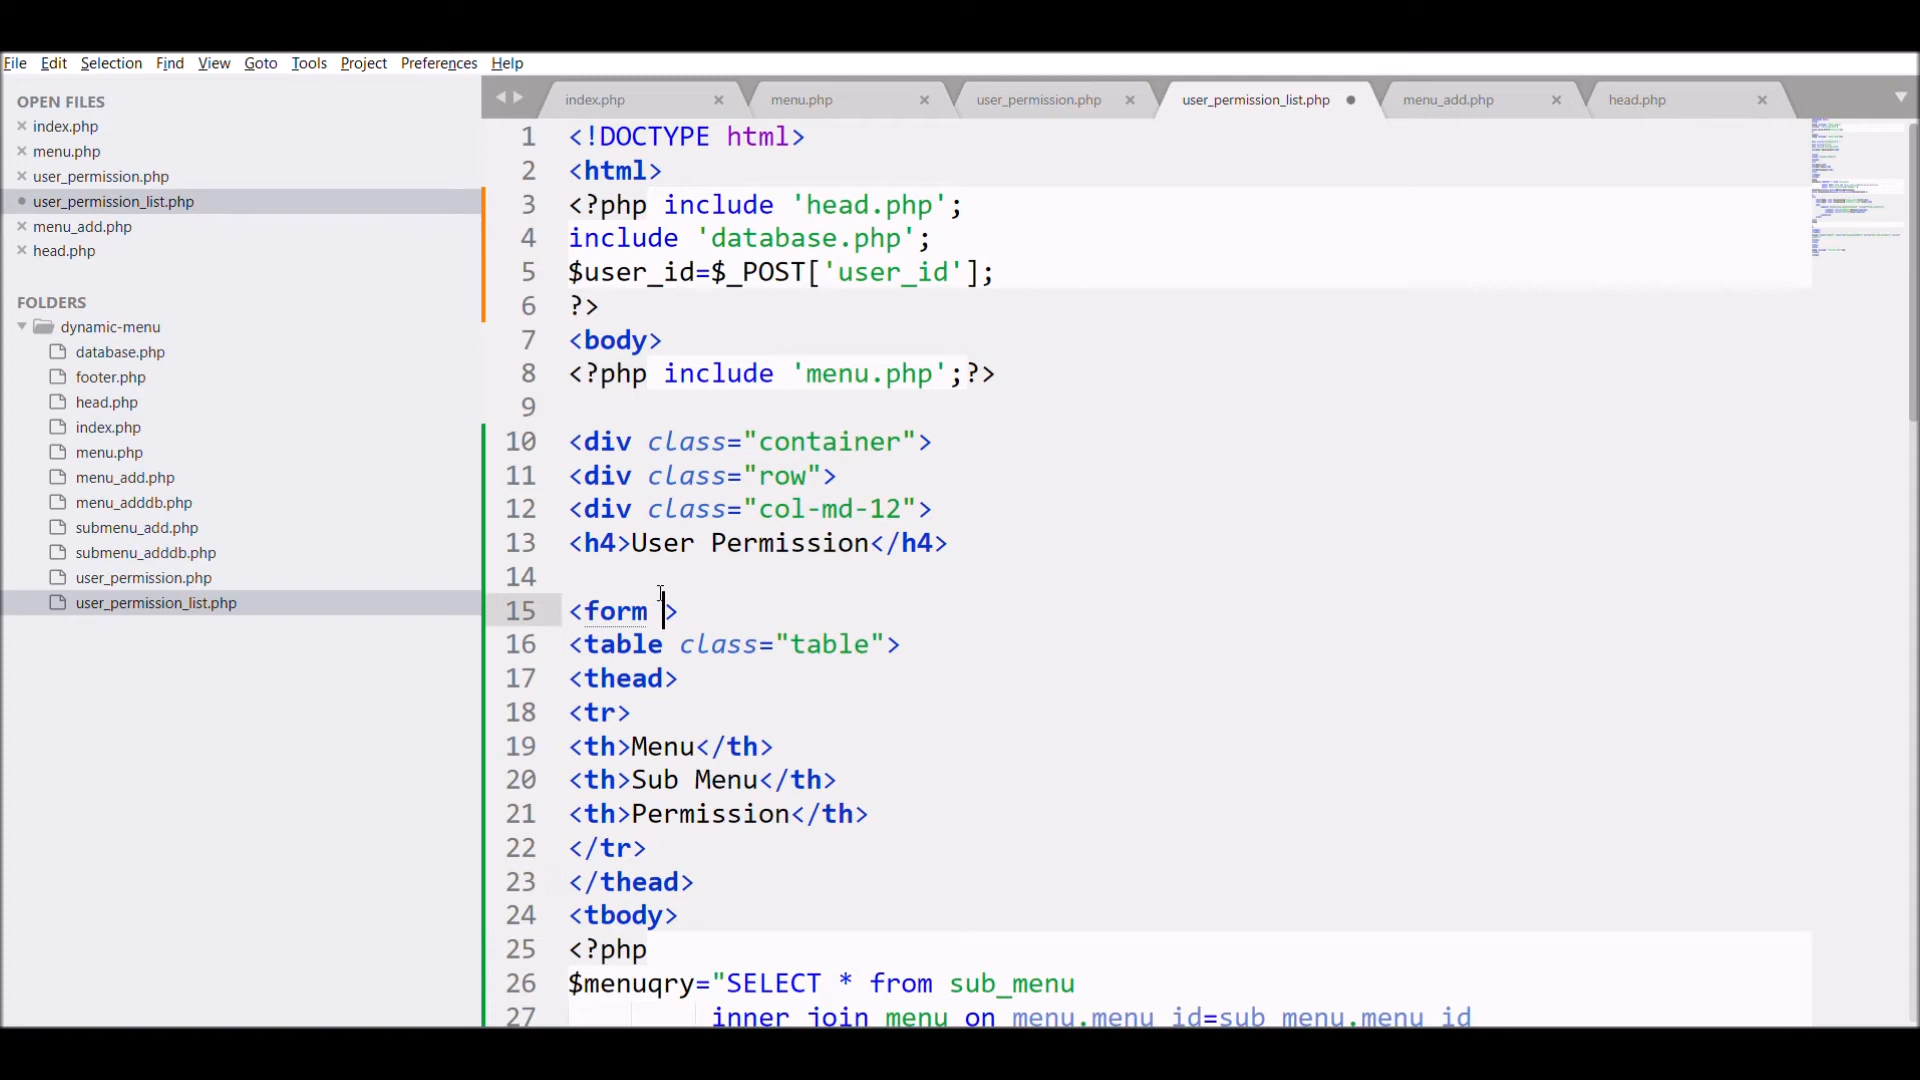 File Edit Selection Find View Goto Tools Project Preferences Help
OPEN FILES
index.php
menu.php
user_permission.php
user_permission_list.php
menu_add.php
head.php
FOLDERS
dynamic-menu
database.php
footer.php
head.php
index.php
menu.php
menu_add.php
menu_adddb.php
submenu_add.php
submenu_adddb.php
user_permission.php
user_permission_list.php
index.php menu.php user_permission.php user_permission_list.php menu_add.php head.php
1 <!DOCTYPE html>
2 <html>
3 <?php include 'head.php';
4 include 'database.php';
5 $user_id=$_POST['user_id'];
6 ?>
7 <body>
8 <?php include 'menu.php';?>
9
10 <div class="container">
11 <div class="row">
12 <div class="col-md-12">
13 <h4>User Permission</h4>
14
15 <form >
16 <table class="table">
17 <thead>
18 <tr>
19 <th>Menu</th>
20 <th>Sub Menu</th>
21 <th>Permission</th>
22 </tr>
23 </thead>
24 <tbody>
25 <?php
26 $menuqry="SELECT * from sub_menu
27 inner join menu on menu.menu_id=sub_menu.menu_id